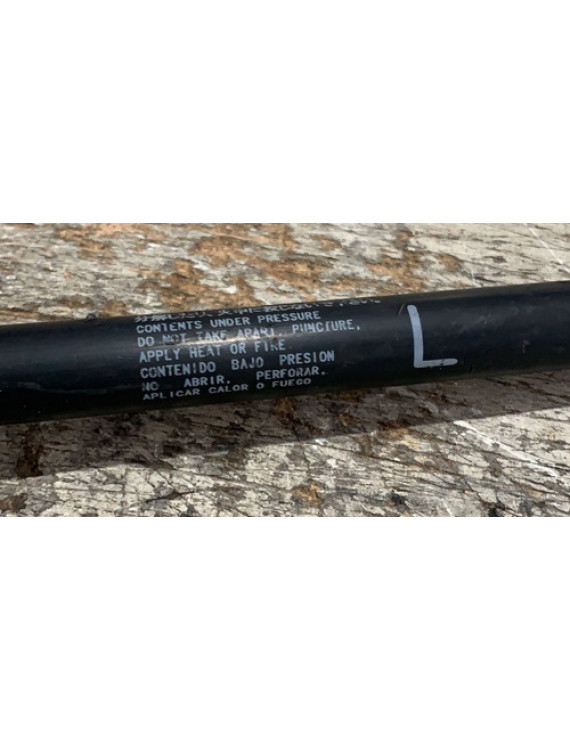 CONTENTS UNDER PRESSURE
DO NOT TAKE APART, PUNCTURE,
APPLY HEAT OR FIRE.
CONTENIDO BAJO PRESION
NO ABRIR. PERFORAR.
APLICAR CALOR O FUEGO
L